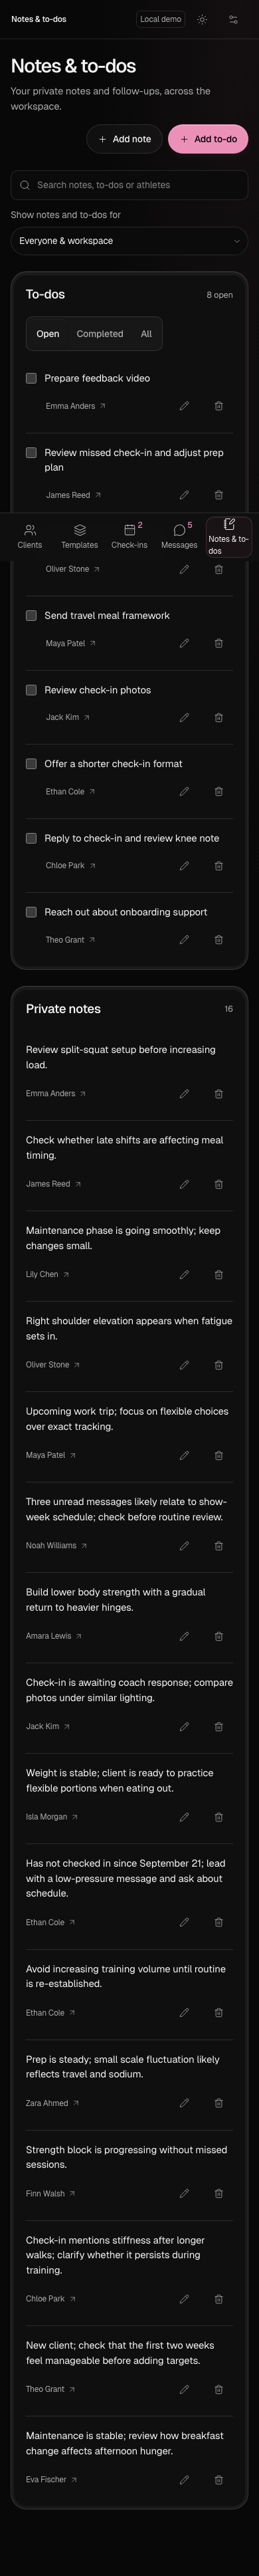 Notes & to-dos
Local demo
Notes & to-dos
Your private notes and follow-ups, across the
workspace.
Add note
Add to-do
Search notes, to-dos or athletes
Show notes and to-dos for
Everyone & workspace
To-dos
8 open
Open
Completed
All
Prepare feedback video
Emma Anders
Review missed check-in and adjust prep
plan
James Reed
Clients
Templates
2
Check-ins
5
Messages
Notes & to-
dos
Oliver Stone
Send travel meal framework
Maya Patel
Review check-in photos
Jack Kim
Offer a shorter check-in format
Ethan Cole
Reply to check-in and review knee note
Chloe Park
Reach out about onboarding support
Theo Grant
Private notes
16
Review split-squat setup before increasing
load.
Emma Anders
Check whether late shifts are affecting meal
timing.
James Reed
Maintenance phase is going smoothly; keep
changes small.
Lily Chen
Right shoulder elevation appears when fatigue
sets in.
Oliver Stone
Upcoming work trip; focus on flexible choices
over exact tracking.
Maya Patel
Three unread messages likely relate to show-
week schedule; check before routine review.
Noah Williams
Build lower body strength with a gradual
return to heavier hinges.
Amara Lewis
Check-in is awaiting coach response; compare
photos under similar lighting.
Jack Kim
Weight is stable; client is ready to practice
flexible portions when eating out.
Isla Morgan
Has not checked in since September 21; lead
with a low-pressure message and ask about
schedule.
Ethan Cole
Avoid increasing training volume until routine
is re-established.
Ethan Cole
Prep is steady; small scale fluctuation likely
reflects travel and sodium.
Zara Ahmed
Strength block is progressing without missed
sessions.
Finn Walsh
Check-in mentions stiffness after longer
walks; clarify whether it persists during
training.
Chloe Park
New client; check that the first two weeks
feel manageable before adding targets.
Theo Grant
Maintenance is stable; review how breakfast
change affects afternoon hunger.
Eva Fischer